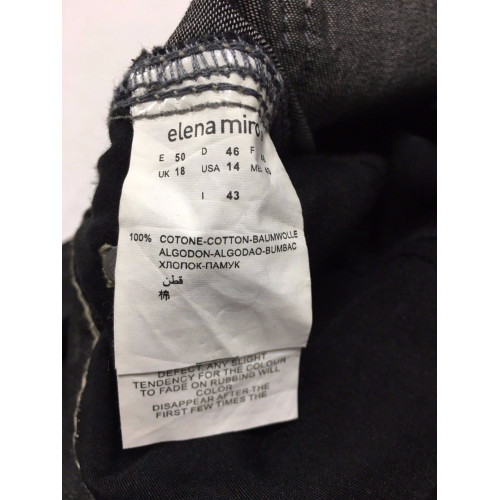 elena miro
E 50 D 46 F
UK 18 USA 14
I 43
100% COTONE-COTTON-BAUMWOLLE
ALGODON-ALGODAO-BUMBAC
ХЛОПОК-ПАМУК
قطن
棉
DEFECT, ANY SLIGHT
TENDENCY FOR THE COLOUR
TO FADE ON RUBBING WILL
DISAPPEAR AFTER THE
FIRST FEW TIMES THE
COLOR